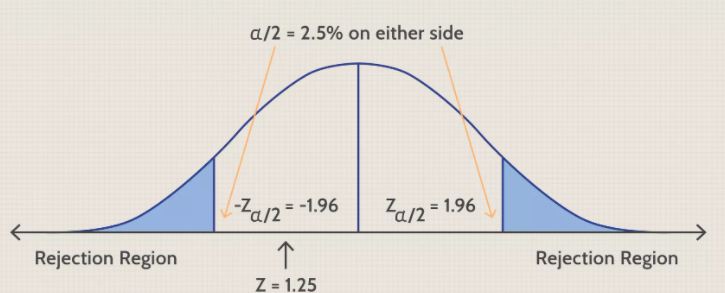 α/2 = 2.5% on either side
-Zα/2 = -1.96
Zα/2 = 1.96
Rejection Region
Rejection Region
Z = 1.25